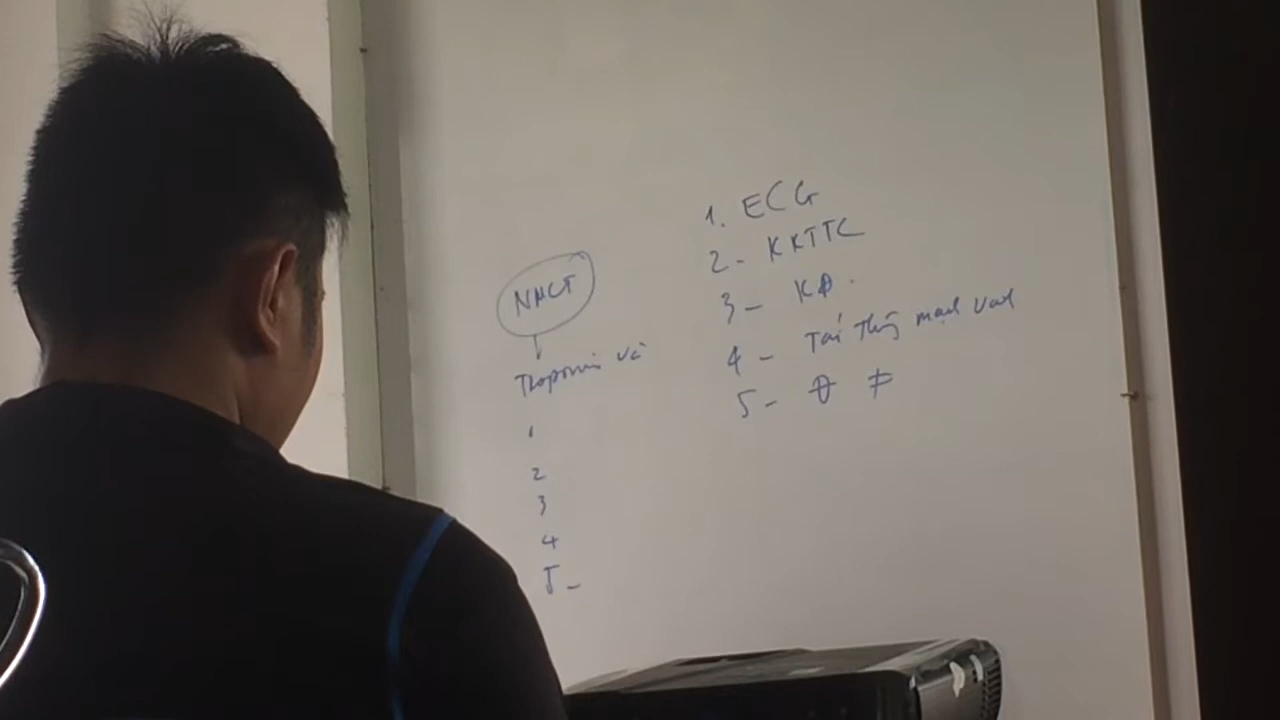 NMCT
Troponin và
1
2
3
4
5 -
1. ECG
2 - KKTTC
3 - KĐ.
4 - Tái thông mạch vành
5 - Đ ≠